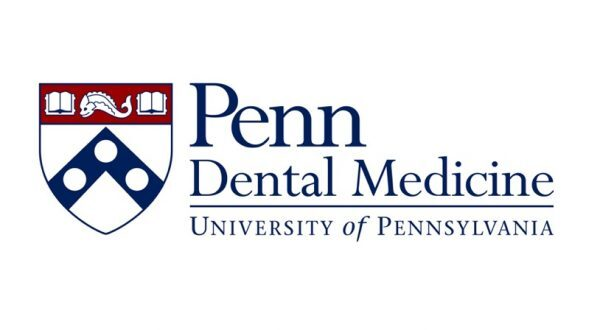 Penn
Dental Medicine
University of Pennsylvania